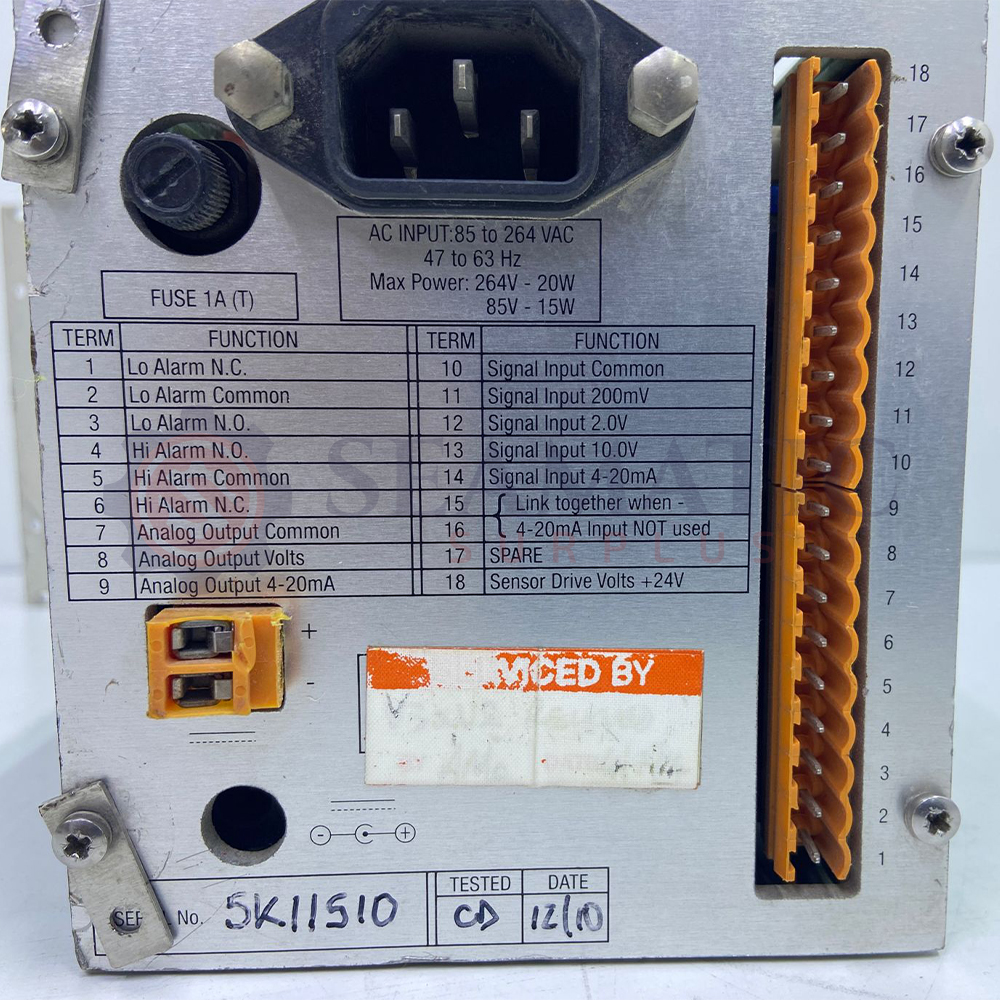 AC INPUT:85 to 264 VAC
47 to 63 Hz
Max Power: 264V - 20W
85V - 15W
FUSE 1A (T)
TERM FUNCTION TERM FUNCTION
1 Lo Alarm N.C. 10 Signal Input Common
2 Lo Alarm Common 11 Signal Input 200mV
3 Lo Alarm N.O. 12 Signal Input 2.0V
4 Hi Alarm N.O. 13 Signal Input 10.0V
5 Hi Alarm Common 14 Signal Input 4-20mA
6 Hi Alarm N.C. 15 { Link together when -
7 Analog Output Common 16 4-20mA Input NOT used
8 Analog Output Volts 17 SPARE
9 Analog Output 4-20mA 18 Sensor Drive Volts +24V
18
17
16
15
14
13
12
11
10
9
8
7
6
5
4
3
2
1
+
-
BY
- +
No. SK11510
TESTED DATE
CD 12/10
SURPLUS